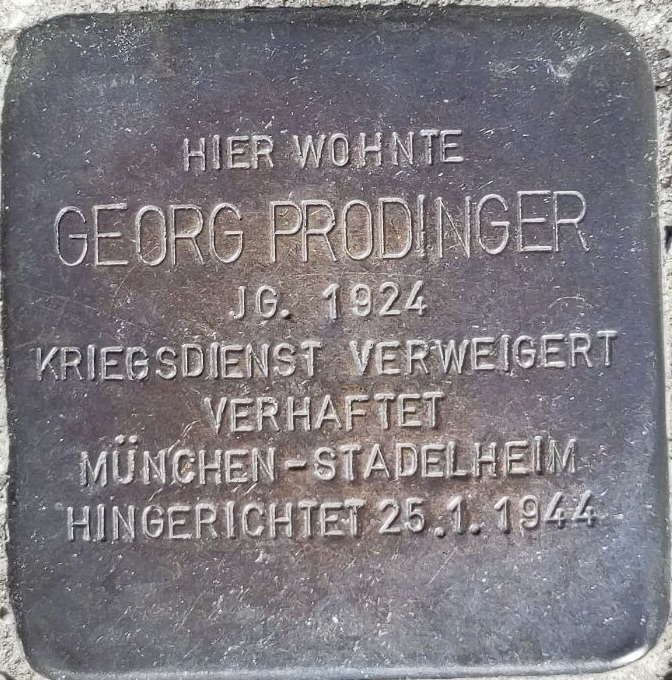 HIER WOHNTE
GEORG PRODINGER
JG. 1924
KRIEGSDIENST VERWEIGERT
VERHAFTET
MÜNCHEN-STADELHEIM
HINGERICHTET 25.1.1944